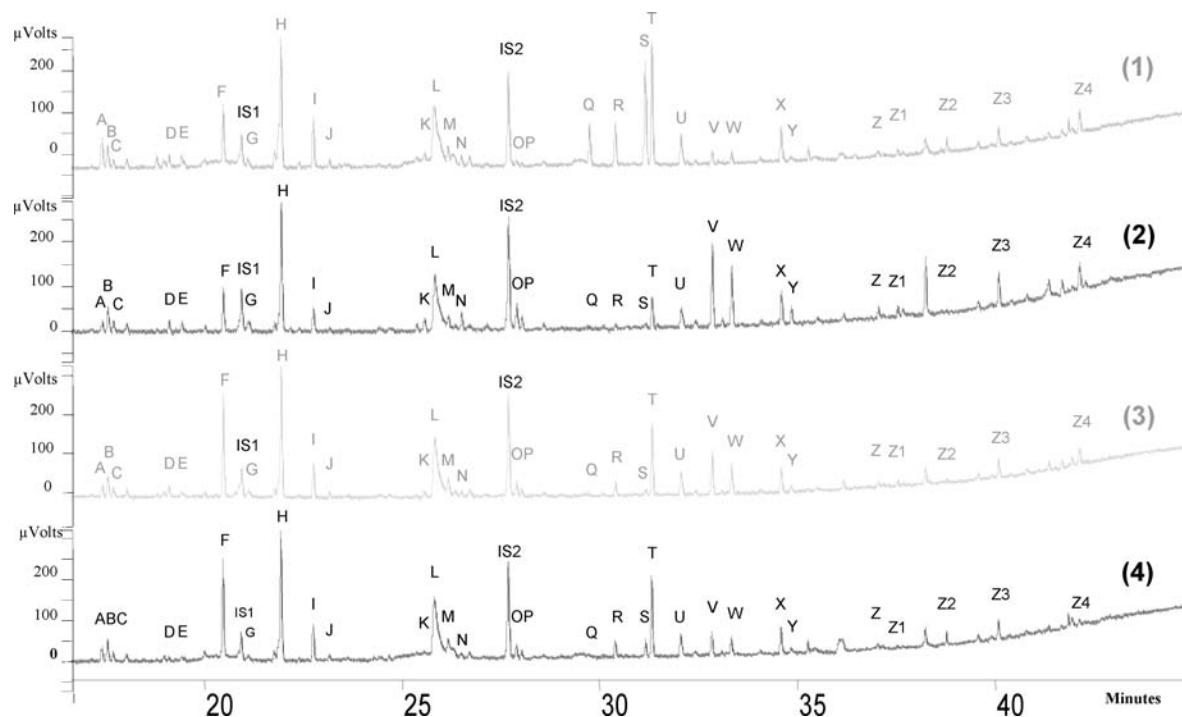 H T
µVolts IS2 S
200 F L (1)
IS1 I Q R X Z4
100 A B C D E G J K M N OP U V W Y Z Z1 Z2 Z3
0
H
µVolts IS2 V
200 F IS1 L W Z3 Z4 (2)
100 A B C D E G I J K M N OP Q R S T U X Y Z Z1 Z2
0
H
µVolts F IS2 T
200 L V (3)
100 B IS1 I W X Z3 Z4
A C D E G J K M N OP Q R S U Y Z Z1 Z2
0
H
µVolts F IS2 T
200 L (4)
100 ABC D E IS1 G I J K M N OP Q R S U V W X Y Z Z1 Z2 Z3 Z4
0
20 25 30 35 40 Minutes